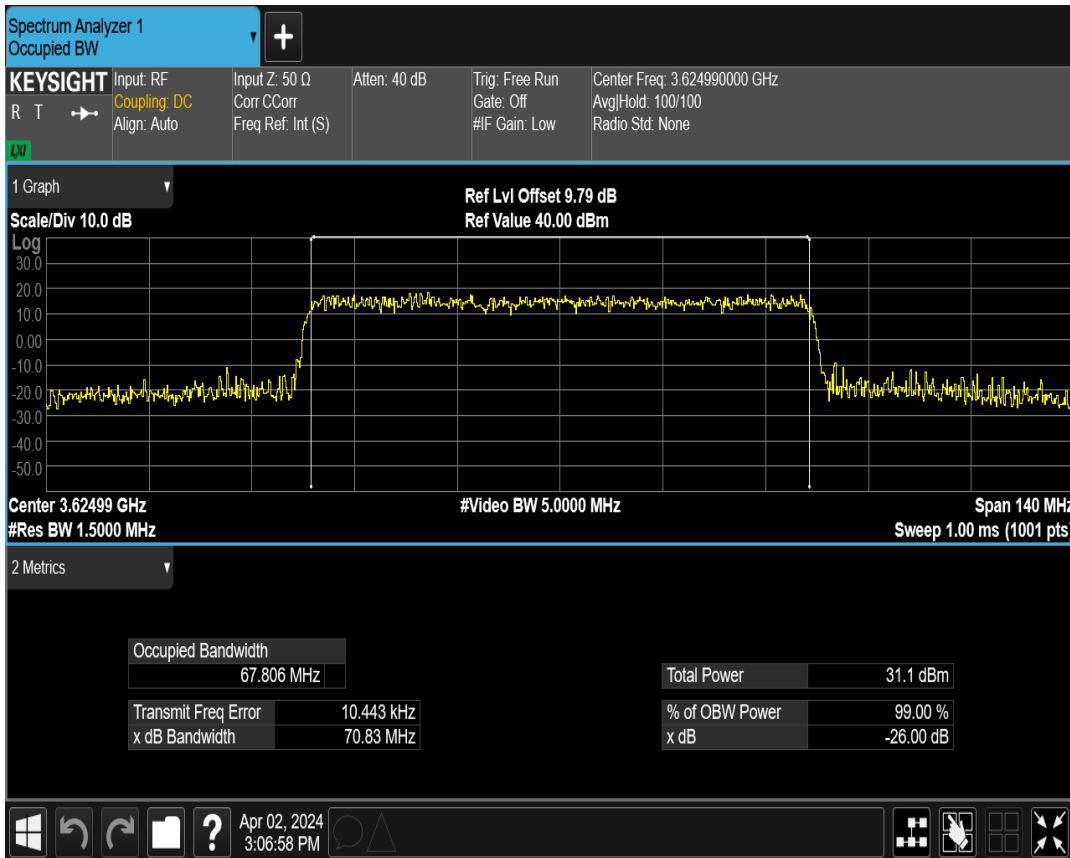 Spectrum Analyzer 1
Occupied BW
KEYSIGHT
R T
LXI
Input: RF
Coupling: DC
Align: Auto
Input Z: 50 Ω
Corr CCorr
Freq Ref: Int (S)
Atten: 40 dB
Trig: Free Run
Gate: Off
#IF Gain: Low
Center Freq: 3.624990000 GHz
Avg|Hold: 100/100
Radio Std: None
1 Graph
Scale/Div 10.0 dB
Ref Lvl Offset 9.79 dB
Ref Value 40.00 dBm
Log
30.0
20.0
10.0
0.00
-10.0
-20.0
-30.0
-40.0
-50.0
Center 3.62499 GHz
#Video BW 5.0000 MHz
Span 140 MHz
#Res BW 1.5000 MHz
Sweep 1.00 ms (1001 pts)
2 Metrics
Occupied Bandwidth
67.806 MHz
Transmit Freq Error 10.443 kHz
x dB Bandwidth 70.83 MHz
Total Power 31.1 dBm
% of OBW Power 99.00 %
x dB -26.00 dB
?
Apr 02, 2024
3:06:58 PM